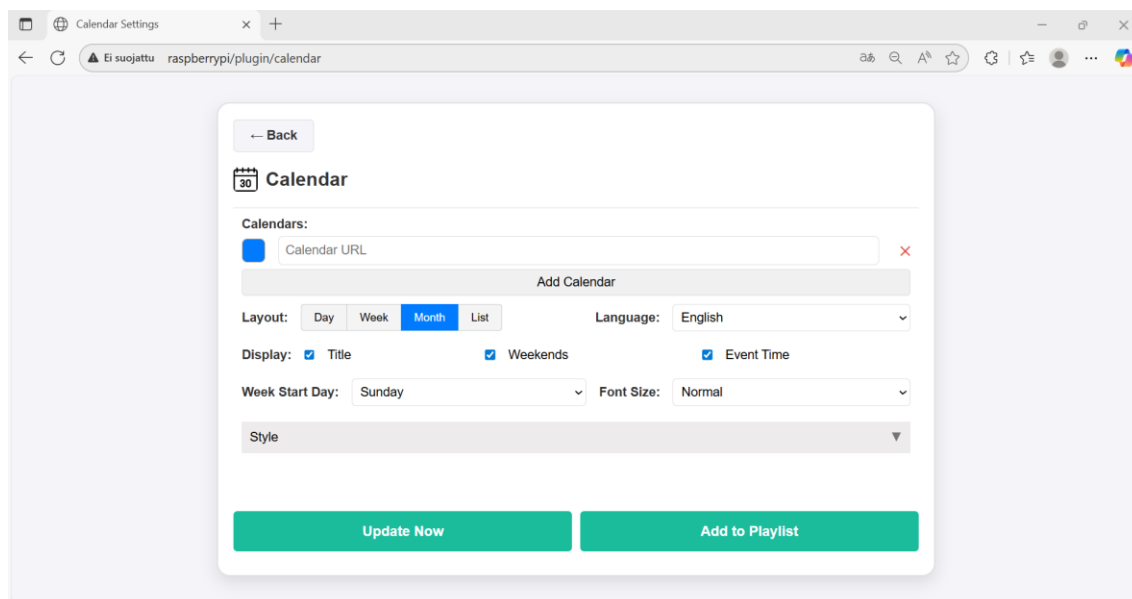 Calendar Settings
Ei suojattu raspberrypi/plugin/calendar
← Back
30 Calendar
Calendars:
Calendar URL
Add Calendar
Layout: Day Week Month List Language: English
Display: Title Weekends Event Time
Week Start Day: Sunday Font Size: Normal
Style
Update Now Add to Playlist